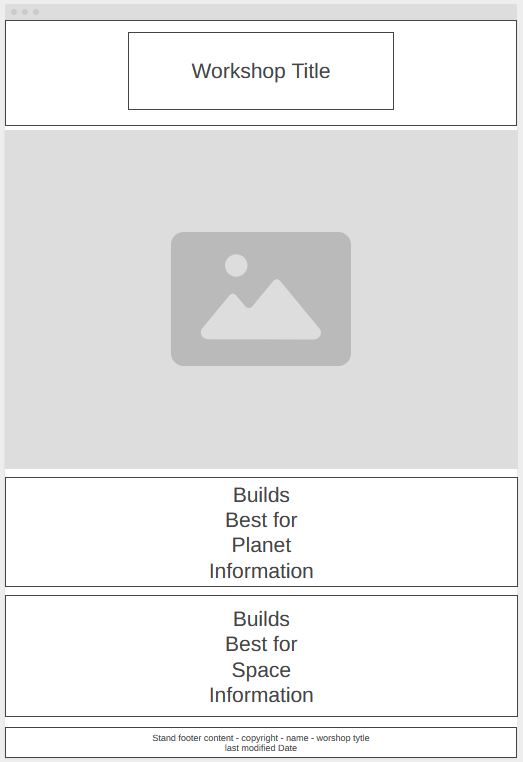 Workshop Title
Builds
Best for
Planet
Information
Builds
Best for
Space
Information
Stand footer content - copyright - name - worshop tytle
last modified Date